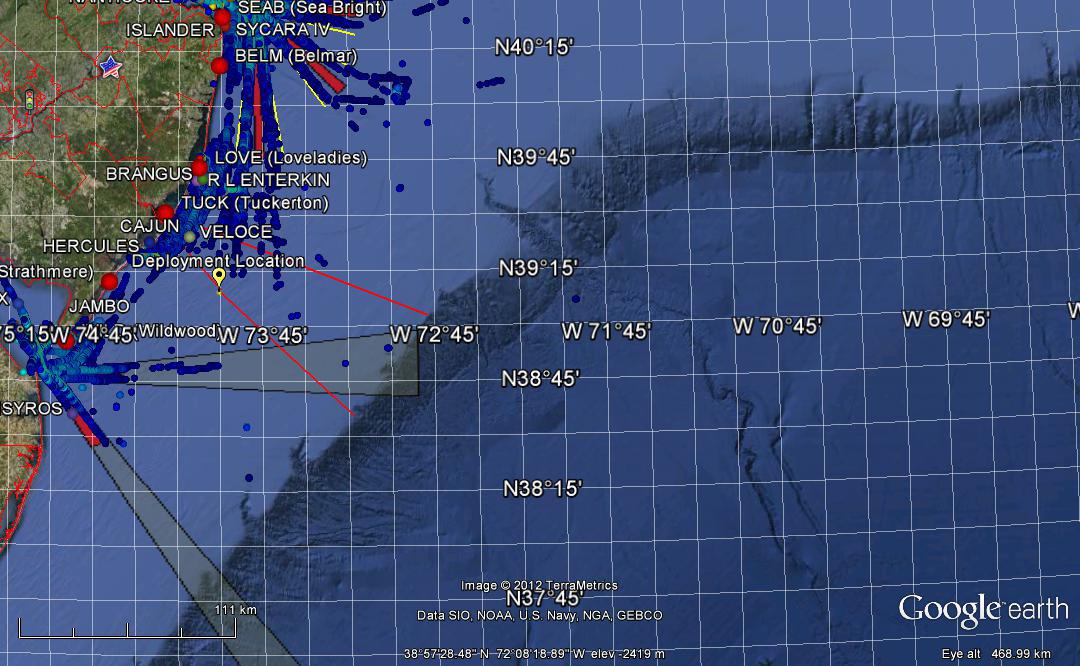 SEAB (Sea Bright)
ISLANDER
SYCARA IV
N40°15'
BELM (Belmar)
LOVE (Loveladies)
N39°45'
BRANGUS
R L ENTERKIN
TUCK (Tuckerton)
CAJUN
VELOCE
HERCULES
Deployment Location
N39°15'
Strathmere)
JAMBO
W 74°45'
(Wildwood)
W 73°45'
W 72°45'
W 71°45'
W 70°45'
W 69°45'
N38°45'
SYROS
N38°15'
Image © 2012 TerraMetrics
N37°45'
111 km
Data SIO, NOAA, U.S. Navy, NGA, GEBCO
Google earth
38°57'28.48" N 72°08'18.89" W elev -2419 m
Eye alt 468.99 km